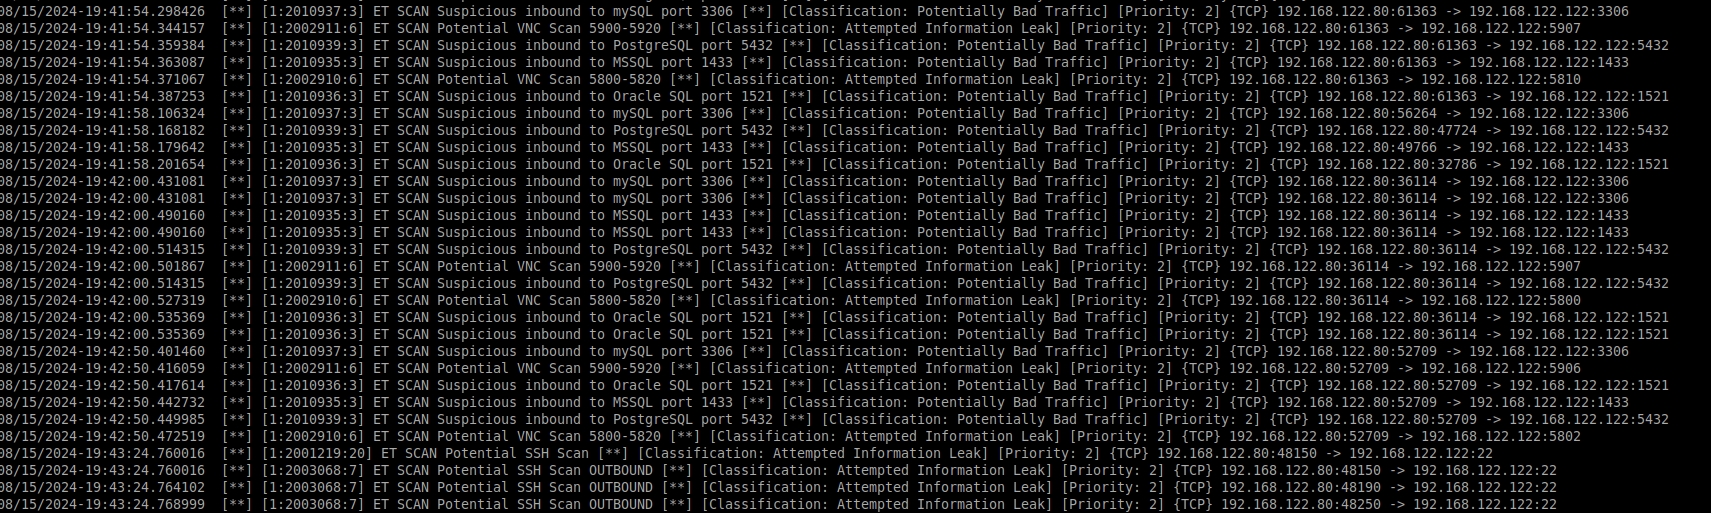 08/15/2024-19:41:54.298426  [**] [1:2010937:3] ET SCAN Suspicious inbound to mySQL port 3306 [**] [Classification: Potentially Bad Traffic] [Priority: 2] {TCP} 192.168.122.80:61363 -> 192.168.122.122:3306
08/15/2024-19:41:54.344157  [**] [1:2002911:6] ET SCAN Potential VNC Scan 5900-5920 [**] [Classification: Attempted Information Leak] [Priority: 2] {TCP} 192.168.122.80:61363 -> 192.168.122.122:5907
08/15/2024-19:41:54.359384  [**] [1:2010939:3] ET SCAN Suspicious inbound to PostgreSQL port 5432 [**] [Classification: Potentially Bad Traffic] [Priority: 2] {TCP} 192.168.122.80:61363 -> 192.168.122.122:5432
08/15/2024-19:41:54.363087  [**] [1:2010935:3] ET SCAN Suspicious inbound to MSSQL port 1433 [**] [Classification: Potentially Bad Traffic] [Priority: 2] {TCP} 192.168.122.80:61363 -> 192.168.122.122:1433
08/15/2024-19:41:54.371067  [**] [1:2002910:6] ET SCAN Potential VNC Scan 5800-5820 [**] [Classification: Attempted Information Leak] [Priority: 2] {TCP} 192.168.122.80:61363 -> 192.168.122.122:5810
08/15/2024-19:41:54.387253  [**] [1:2010936:3] ET SCAN Suspicious inbound to Oracle SQL port 1521 [**] [Classification: Potentially Bad Traffic] [Priority: 2] {TCP} 192.168.122.80:61363 -> 192.168.122.122:1521
08/15/2024-19:41:58.106324  [**] [1:2010937:3] ET SCAN Suspicious inbound to mySQL port 3306 [**] [Classification: Potentially Bad Traffic] [Priority: 2] {TCP} 192.168.122.80:56264 -> 192.168.122.122:3306
08/15/2024-19:41:58.168182  [**] [1:2010939:3] ET SCAN Suspicious inbound to PostgreSQL port 5432 [**] [Classification: Potentially Bad Traffic] [Priority: 2] {TCP} 192.168.122.80:47724 -> 192.168.122.122:5432
08/15/2024-19:41:58.179642  [**] [1:2010935:3] ET SCAN Suspicious inbound to MSSQL port 1433 [**] [Classification: Potentially Bad Traffic] [Priority: 2] {TCP} 192.168.122.80:49766 -> 192.168.122.122:1433
08/15/2024-19:41:58.201654  [**] [1:2010936:3] ET SCAN Suspicious inbound to Oracle SQL port 1521 [**] [Classification: Potentially Bad Traffic] [Priority: 2] {TCP} 192.168.122.80:32786 -> 192.168.122.122:1521
08/15/2024-19:42:00.431081  [**] [1:2010937:3] ET SCAN Suspicious inbound to mySQL port 3306 [**] [Classification: Potentially Bad Traffic] [Priority: 2] {TCP} 192.168.122.80:36114 -> 192.168.122.122:3306
08/15/2024-19:42:00.431081  [**] [1:2010937:3] ET SCAN Suspicious inbound to mySQL port 3306 [**] [Classification: Potentially Bad Traffic] [Priority: 2] {TCP} 192.168.122.80:36114 -> 192.168.122.122:3306
08/15/2024-19:42:00.490160  [**] [1:2010935:3] ET SCAN Suspicious inbound to MSSQL port 1433 [**] [Classification: Potentially Bad Traffic] [Priority: 2] {TCP} 192.168.122.80:36114 -> 192.168.122.122:1433
08/15/2024-19:42:00.490160  [**] [1:2010935:3] ET SCAN Suspicious inbound to MSSQL port 1433 [**] [Classification: Potentially Bad Traffic] [Priority: 2] {TCP} 192.168.122.80:36114 -> 192.168.122.122:1433
08/15/2024-19:42:00.514315  [**] [1:2010939:3] ET SCAN Suspicious inbound to PostgreSQL port 5432 [**] [Classification: Potentially Bad Traffic] [Priority: 2] {TCP} 192.168.122.80:36114 -> 192.168.122.122:5432
08/15/2024-19:42:00.501867  [**] [1:2002911:6] ET SCAN Potential VNC Scan 5900-5920 [**] [Classification: Attempted Information Leak] [Priority: 2] {TCP} 192.168.122.80:36114 -> 192.168.122.122:5907
08/15/2024-19:42:00.514315  [**] [1:2010939:3] ET SCAN Suspicious inbound to PostgreSQL port 5432 [**] [Classification: Potentially Bad Traffic] [Priority: 2] {TCP} 192.168.122.80:36114 -> 192.168.122.122:5432
08/15/2024-19:42:00.527319  [**] [1:2002910:6] ET SCAN Potential VNC Scan 5800-5820 [**] [Classification: Attempted Information Leak] [Priority: 2] {TCP} 192.168.122.80:36114 -> 192.168.122.122:5800
08/15/2024-19:42:00.535369  [**] [1:2010936:3] ET SCAN Suspicious inbound to Oracle SQL port 1521 [**] [Classification: Potentially Bad Traffic] [Priority: 2] {TCP} 192.168.122.80:36114 -> 192.168.122.122:1521
08/15/2024-19:42:00.535369  [**] [1:2010936:3] ET SCAN Suspicious inbound to Oracle SQL port 1521 [**] [Classification: Potentially Bad Traffic] [Priority: 2] {TCP} 192.168.122.80:36114 -> 192.168.122.122:1521
08/15/2024-19:42:50.401460  [**] [1:2010937:3] ET SCAN Suspicious inbound to mySQL port 3306 [**] [Classification: Potentially Bad Traffic] [Priority: 2] {TCP} 192.168.122.80:52709 -> 192.168.122.122:3306
08/15/2024-19:42:50.416059  [**] [1:2002911:6] ET SCAN Potential VNC Scan 5900-5920 [**] [Classification: Attempted Information Leak] [Priority: 2] {TCP} 192.168.122.80:52709 -> 192.168.122.122:5906
08/15/2024-19:42:50.417614  [**] [1:2010936:3] ET SCAN Suspicious inbound to Oracle SQL port 1521 [**] [Classification: Potentially Bad Traffic] [Priority: 2] {TCP} 192.168.122.80:52709 -> 192.168.122.122:1521
08/15/2024-19:42:50.442732  [**] [1:2010935:3] ET SCAN Suspicious inbound to MSSQL port 1433 [**] [Classification: Potentially Bad Traffic] [Priority: 2] {TCP} 192.168.122.80:52709 -> 192.168.122.122:1433
08/15/2024-19:42:50.449985  [**] [1:2010939:3] ET SCAN Suspicious inbound to PostgreSQL port 5432 [**] [Classification: Potentially Bad Traffic] [Priority: 2] {TCP} 192.168.122.80:52709 -> 192.168.122.122:5432
08/15/2024-19:42:50.472519  [**] [1:2002910:6] ET SCAN Potential VNC Scan 5800-5820 [**] [Classification: Attempted Information Leak] [Priority: 2] {TCP} 192.168.122.80:52709 -> 192.168.122.122:5802
08/15/2024-19:43:24.760016  [**] [1:2001219:20] ET SCAN Potential SSH Scan [**] [Classification: Attempted Information Leak] [Priority: 2] {TCP} 192.168.122.80:48150 -> 192.168.122.122:22
08/15/2024-19:43:24.760016  [**] [1:2003068:7] ET SCAN Potential SSH Scan OUTBOUND [**] [Classification: Attempted Information Leak] [Priority: 2] {TCP} 192.168.122.80:48150 -> 192.168.122.122:22
08/15/2024-19:43:24.764102  [**] [1:2003068:7] ET SCAN Potential SSH Scan OUTBOUND [**] [Classification: Attempted Information Leak] [Priority: 2] {TCP} 192.168.122.80:48190 -> 192.168.122.122:22
08/15/2024-19:43:24.768999  [**] [1:2003068:7] ET SCAN Potential SSH Scan OUTBOUND [**] [Classification: Attempted Information Leak] [Priority: 2] {TCP} 192.168.122.80:48250 -> 192.168.122.122:22